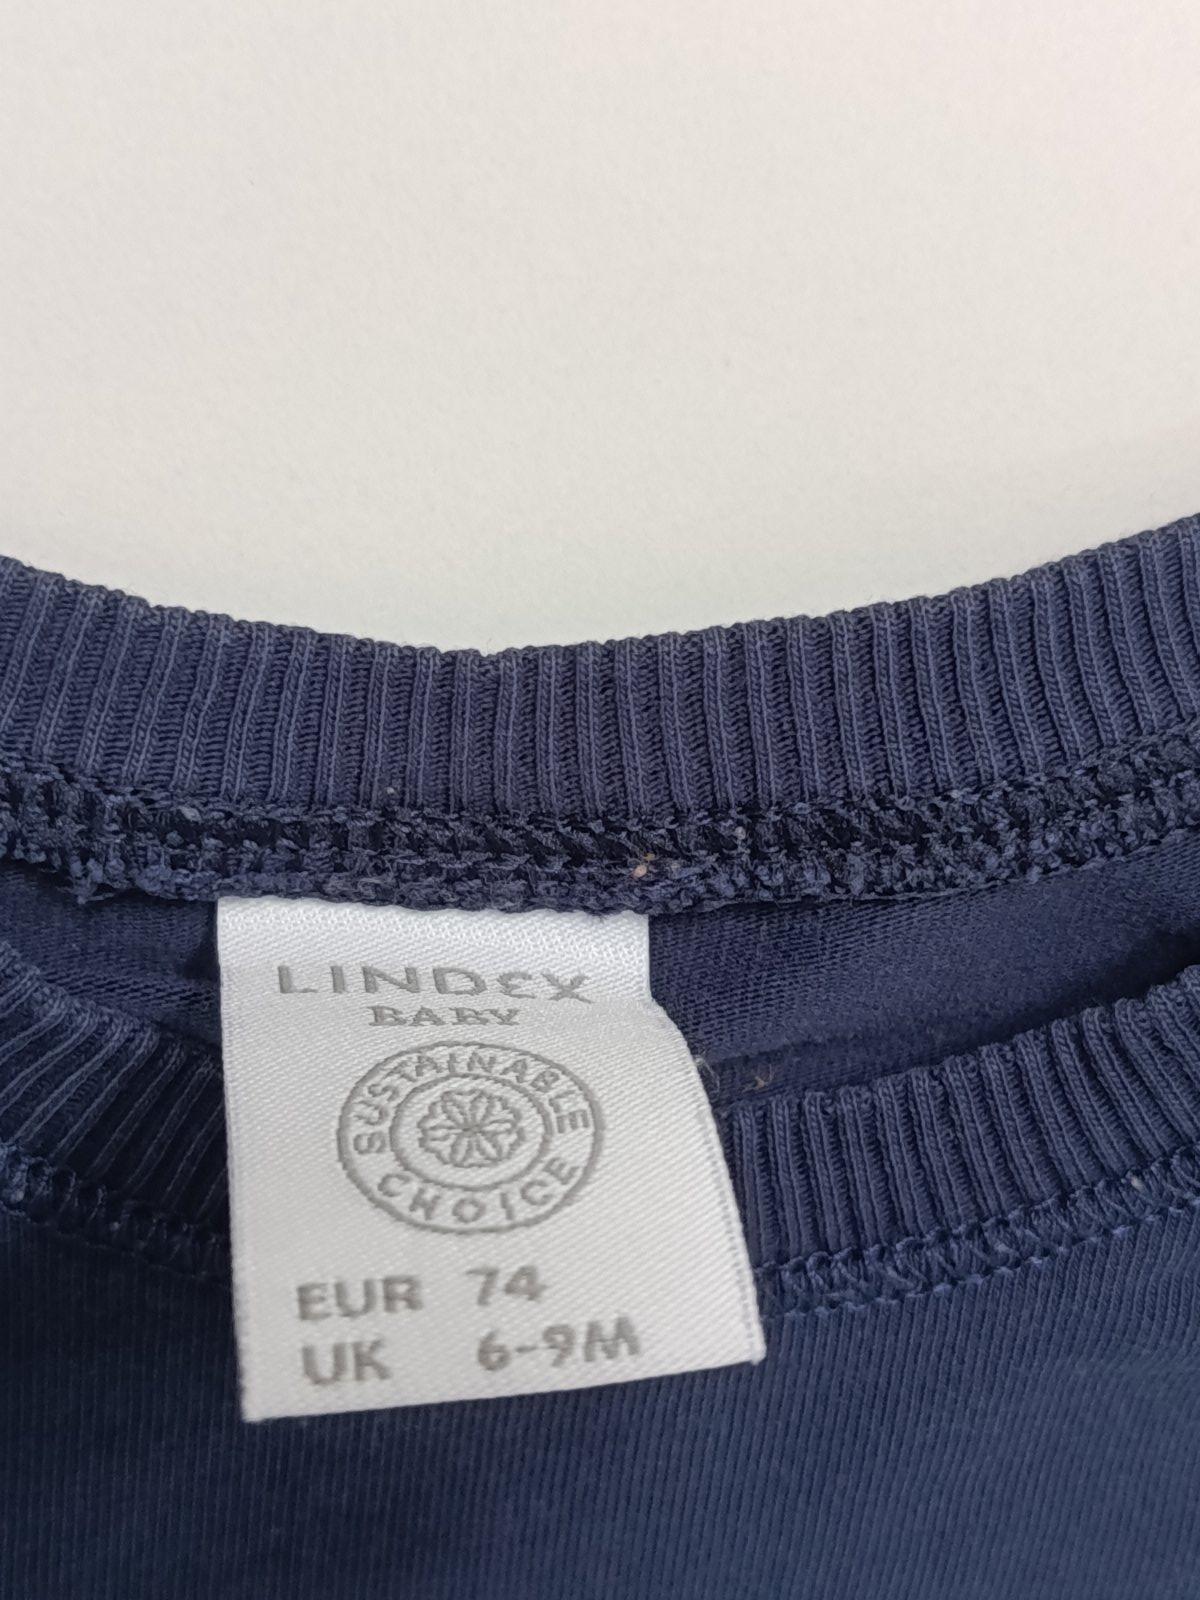 LINDEX
BABY
SUSTAINABLE
CHOICE
EUR 74
UK 6-9M